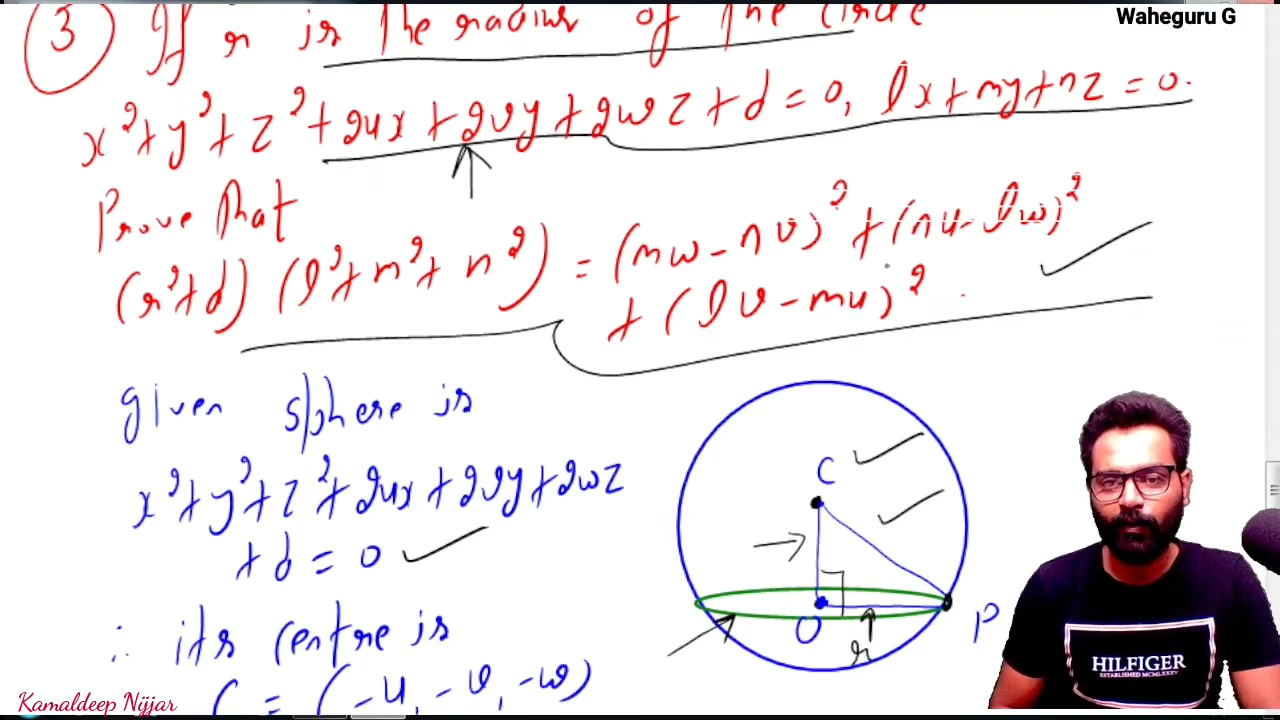 Waheguru G
(3) If r is the radius of the circle
x²+y²+z²+2ux+2vy+2wz+d=0, lx+my+nz=0.
Prove that
(r²+d) (l²+m²+n²) = (mw-nv)²+(nu-lw)²
+(lv-mu)².
given sphere is
x²+y²+z²+2ux+2vy+2wz
+d=0
∴ its centre is
C = (-u, -v, -w)
C
O
r
P
HILFIGER
ESTABLISHED MCMLXXXV
Kamaldeep Nijjar